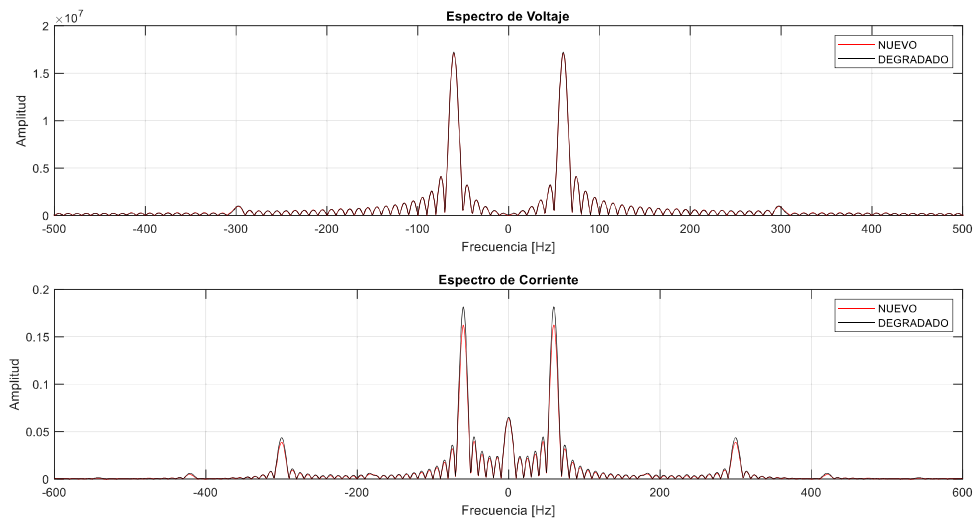 Espectro de Voltaje
×10⁷
2
1.5
1
0.5
0
Amplitud
NUEVO
DEGRADADO
-500 -400 -300 -200 -100 0 100 200 300 400 500
Frecuencia [Hz]
Espectro de Corriente
0.2
0.15
0.1
0.05
0
Amplitud
NUEVO
DEGRADADO
-600 -400 -200 0 200 400 600
Frecuencia [Hz]